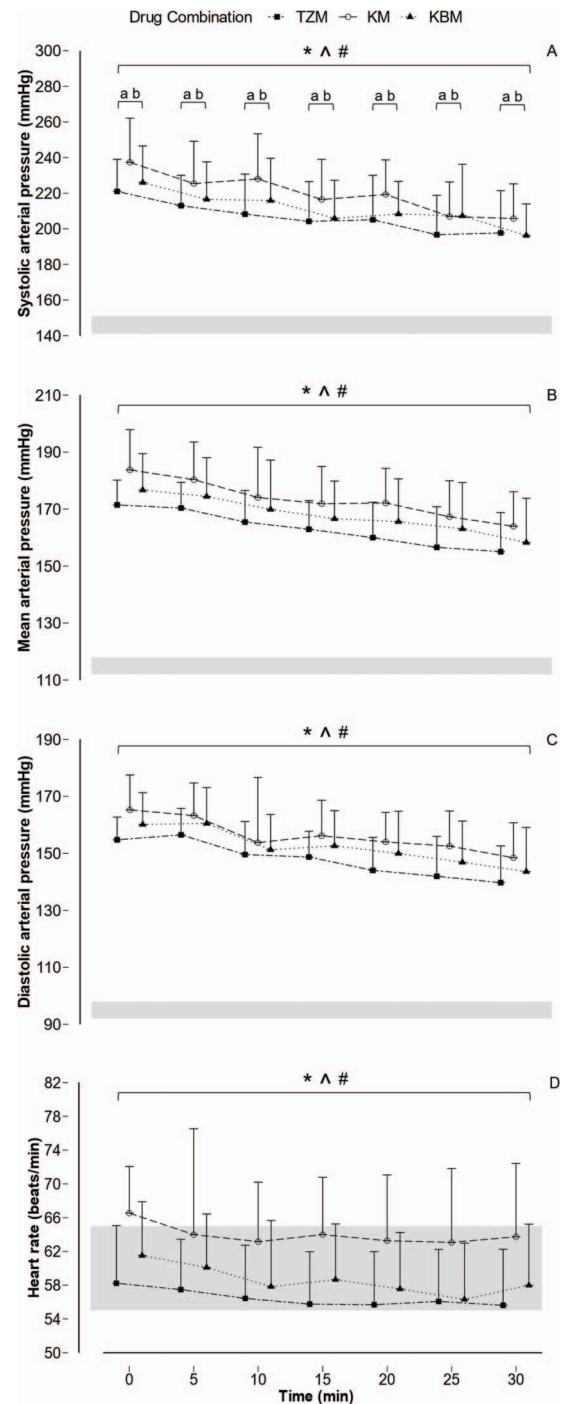 Drug Combination TZM KM KBM
A
* ^ #
a b a b a b a b a b a b a b
Systolic arterial pressure (mmHg)
300
280
260
240
220
200
180
160
140
B
* ^ #
Mean arterial pressure (mmHg)
210
190
170
150
130
110
C
* ^ #
Diastolic arterial pressure (mmHg)
190
170
150
130
110
90
D
* ^ #
Heart rate (beats/min)
82
78
74
70
66
62
58
54
50
0 5 10 15 20 25 30
Time (min)